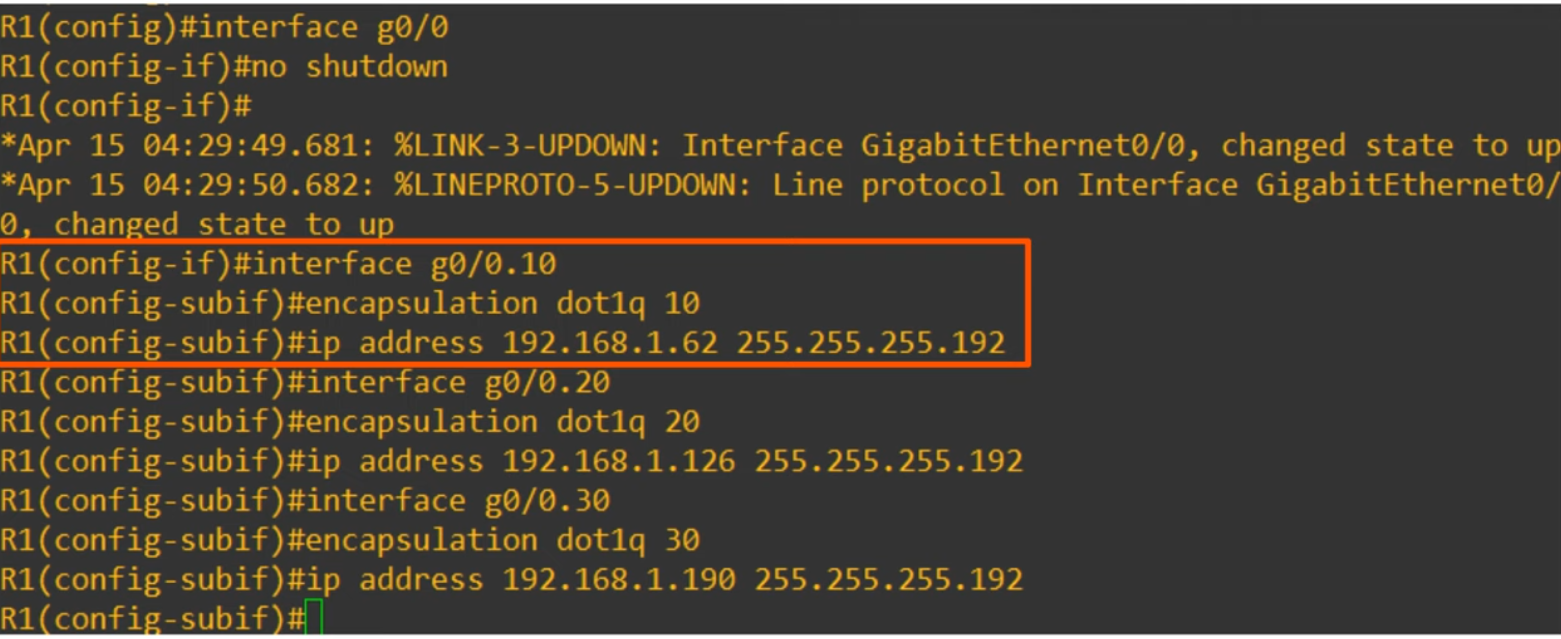 R1(config)#interface g0/0
R1(config-if)#no shutdown
R1(config-if)#
*Apr 15 04:29:49.681: %LINK-3-UPDOWN: Interface GigabitEthernet0/0, changed state to up
*Apr 15 04:29:50.682: %LINEPROTO-5-UPDOWN: Line protocol on Interface GigabitEthernet0/
0, changed state to up
R1(config-if)#interface g0/0.10
R1(config-subif)#encapsulation dot1q 10
R1(config-subif)#ip address 192.168.1.62 255.255.255.192
R1(config-subif)#interface g0/0.20
R1(config-subif)#encapsulation dot1q 20
R1(config-subif)#ip address 192.168.1.126 255.255.255.192
R1(config-subif)#interface g0/0.30
R1(config-subif)#encapsulation dot1q 30
R1(config-subif)#ip address 192.168.1.190 255.255.255.192
R1(config-subif)#